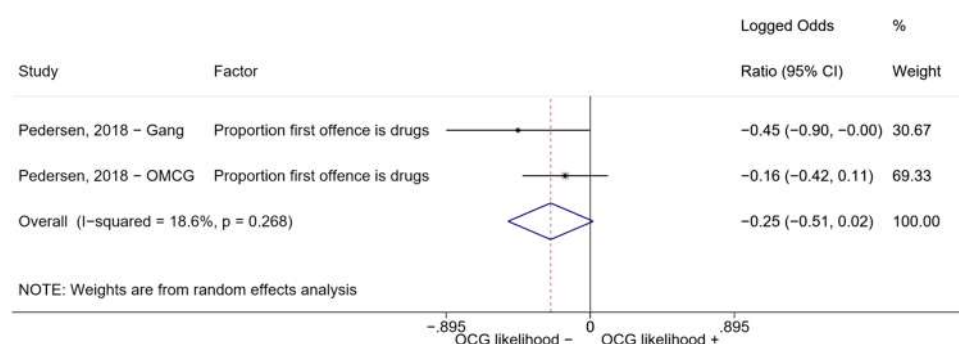 Logged Odds %
Study Factor Ratio (95% CI) Weight
Pedersen, 2018 − Gang Proportion first offence is drugs −0.45 (−0.90, −0.00) 30.67
Pedersen, 2018 − OMCG Proportion first offence is drugs −0.16 (−0.42, 0.11) 69.33
Overall (I−squared = 18.6%, p = 0.268) −0.25 (−0.51, 0.02) 100.00
NOTE: Weights are from random effects analysis
−.895 0 .895
OCG likelihood − OCG likelihood +